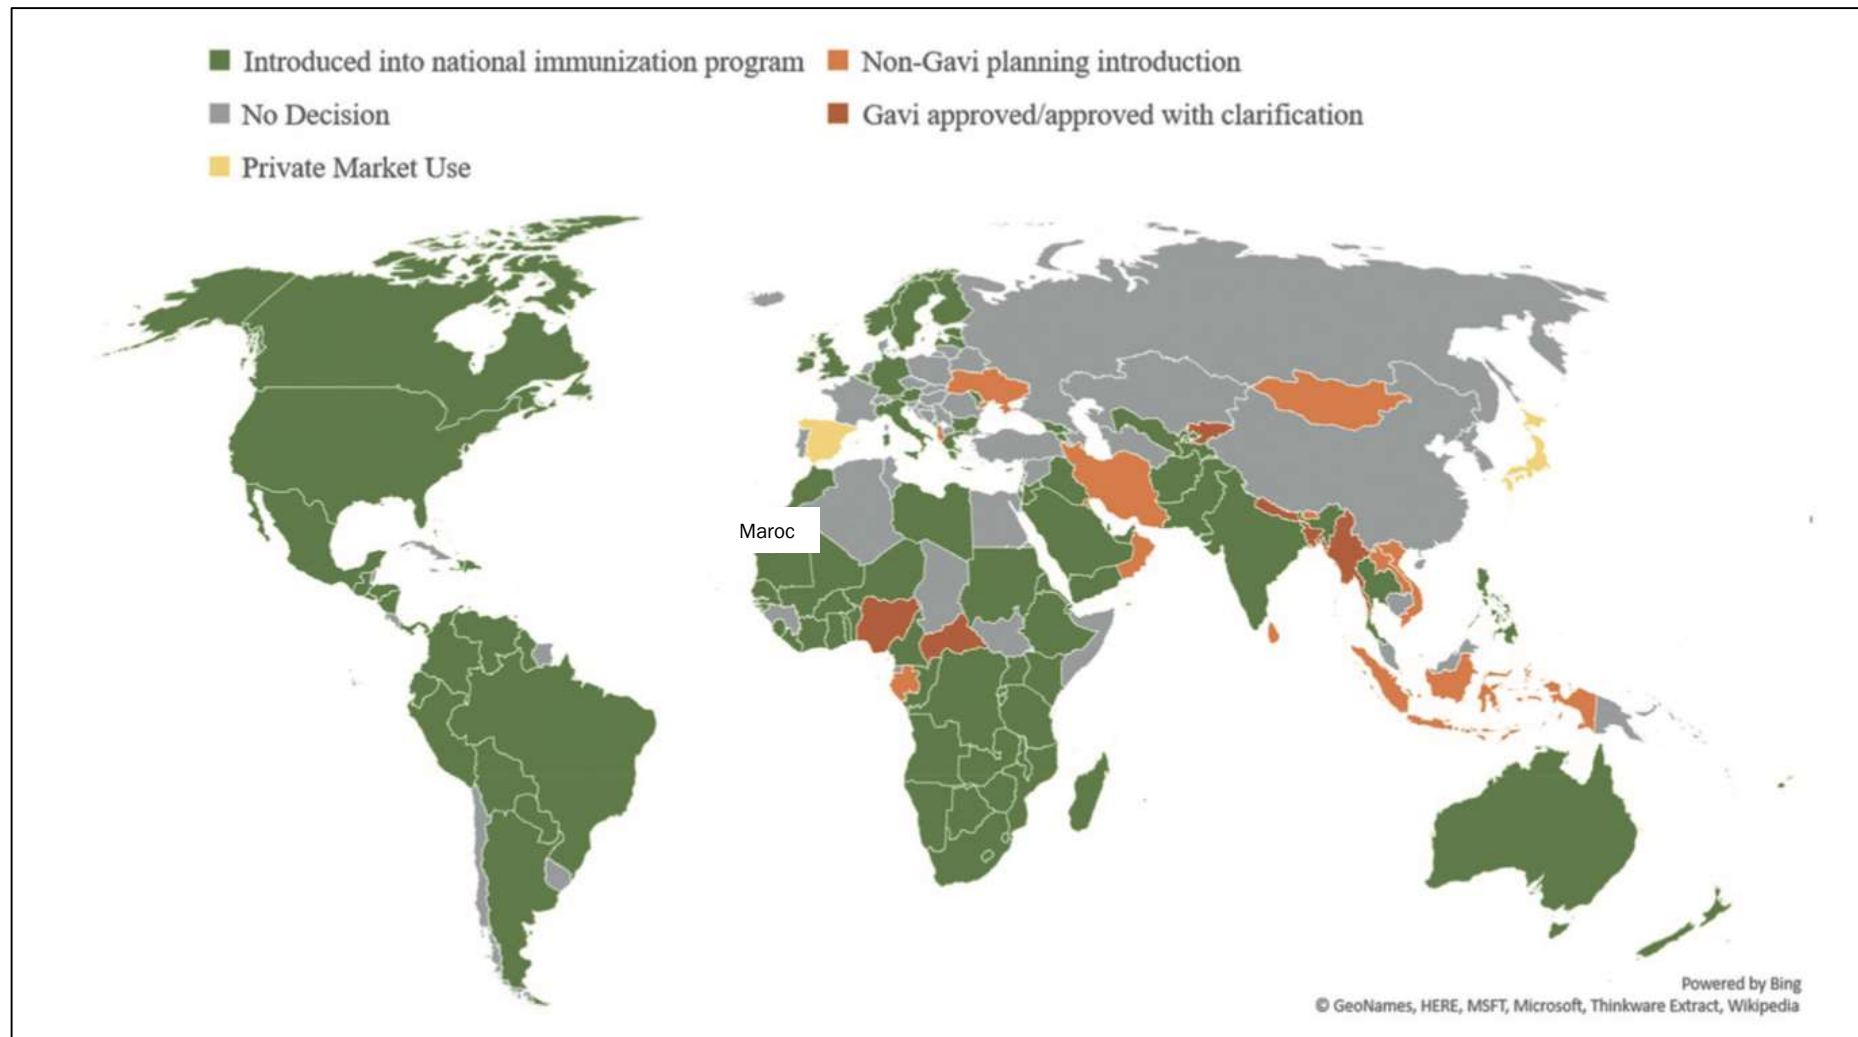 Introduced into national immunization program
Non-Gavi planning introduction
No Decision
Gavi approved/approved with clarification
Private Market Use
Maroc
Powered by Bing
© GeoNames, HERE, MSFT, Microsoft, Thinkware Extract, Wikipedia